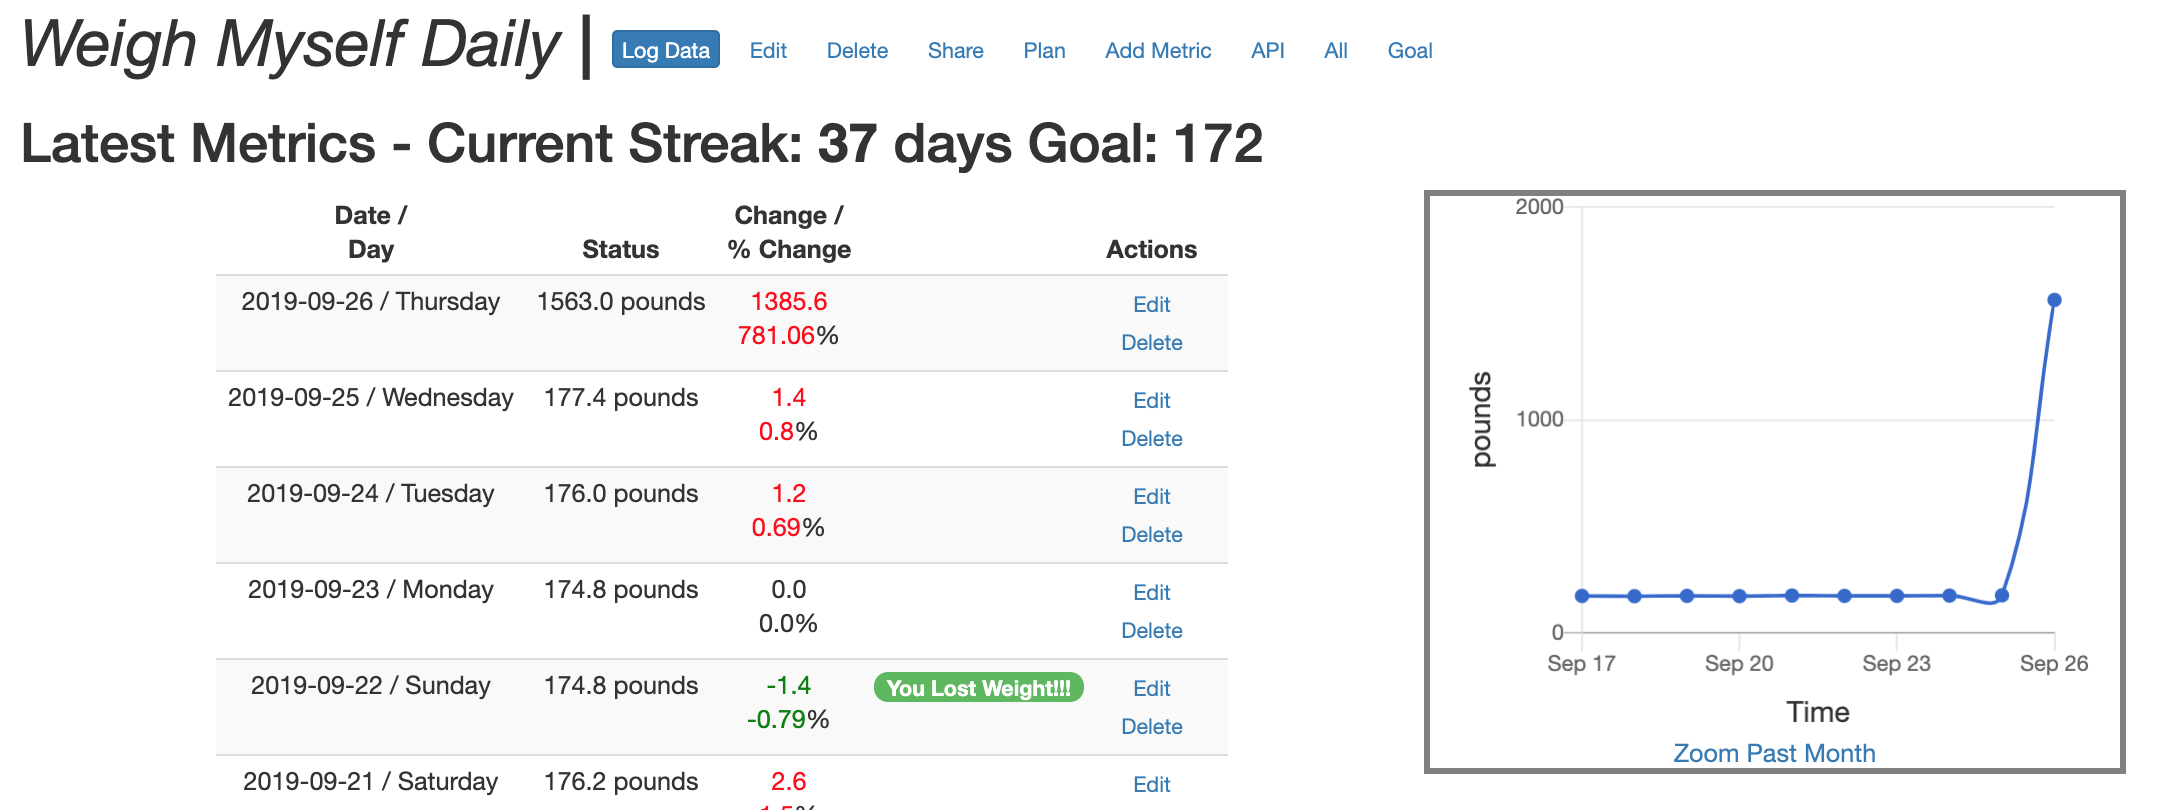 Weigh Myself Daily | Log Data Edit Delete Share Plan Add Metric API All Goal
Latest Metrics - Current Streak: 37 days Goal: 172
Date / Day Status Change / % Change Actions
2019-09-26 / Thursday 1563.0 pounds 1385.6 Edit
781.06% Delete
2019-09-25 / Wednesday 177.4 pounds 1.4 Edit
0.8% Delete
2019-09-24 / Tuesday 176.0 pounds 1.2 Edit
0.69% Delete
2019-09-23 / Monday 174.8 pounds 0.0 Edit
0.0% Delete
2019-09-22 / Sunday 174.8 pounds -1.4 You Lost Weight!!! Edit
-0.79% Delete
2019-09-21 / Saturday 176.2 pounds 2.6 Edit
2000
1000
0
pounds
Sep 17 Sep 20 Sep 23 Sep 26
Time
Zoom Past Month